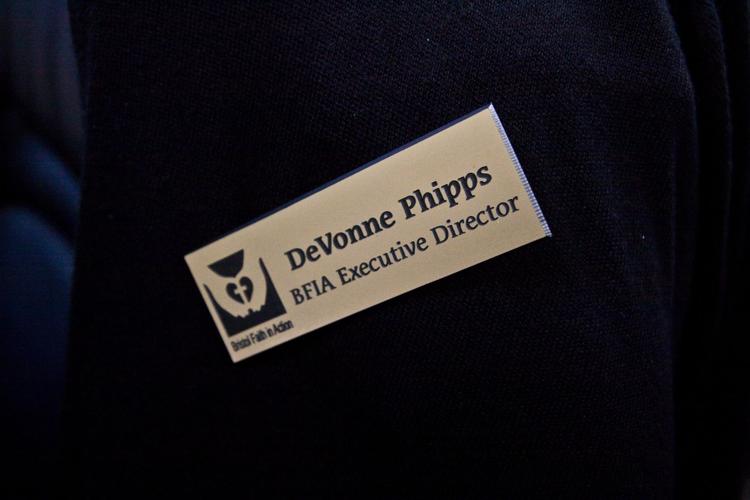 DeVonne Phipps
BFIA Executive Director
Bristol Faith in Action